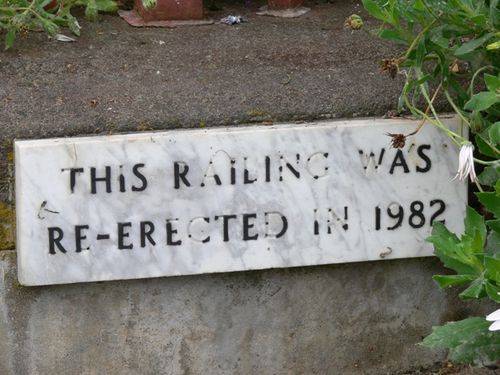 THIS RAILING WAS
RE-ERECTED IN 1982